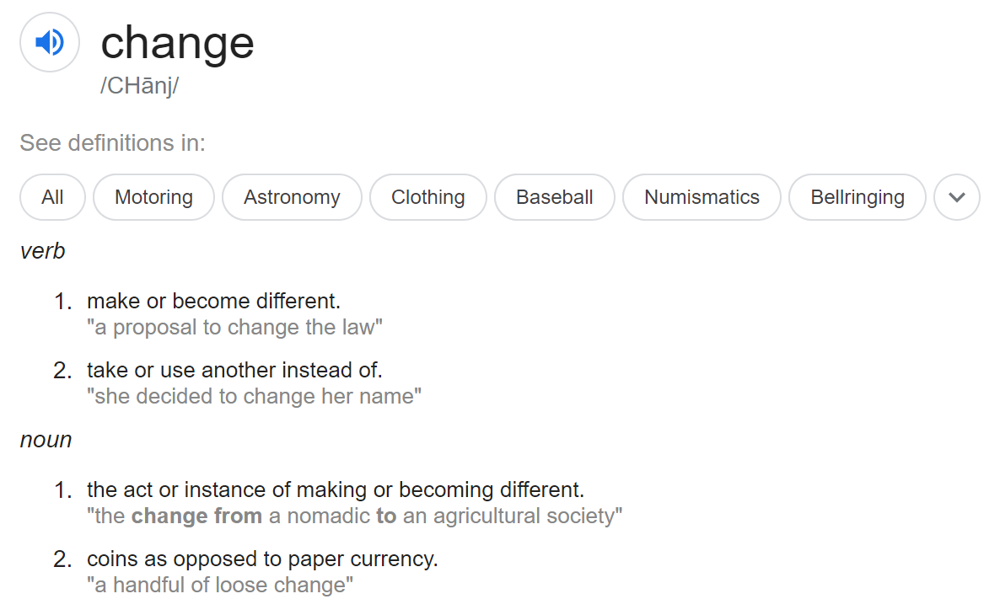 change
/CHānj/
See definitions in:
All Motoring Astronomy Clothing Baseball Numismatics Bellringing
verb
1. make or become different.
"a proposal to change the law"
2. take or use another instead of.
"she decided to change her name"
noun
1. the act or instance of making or becoming different.
"the change from a nomadic to an agricultural society"
2. coins as opposed to paper currency.
"a handful of loose change"